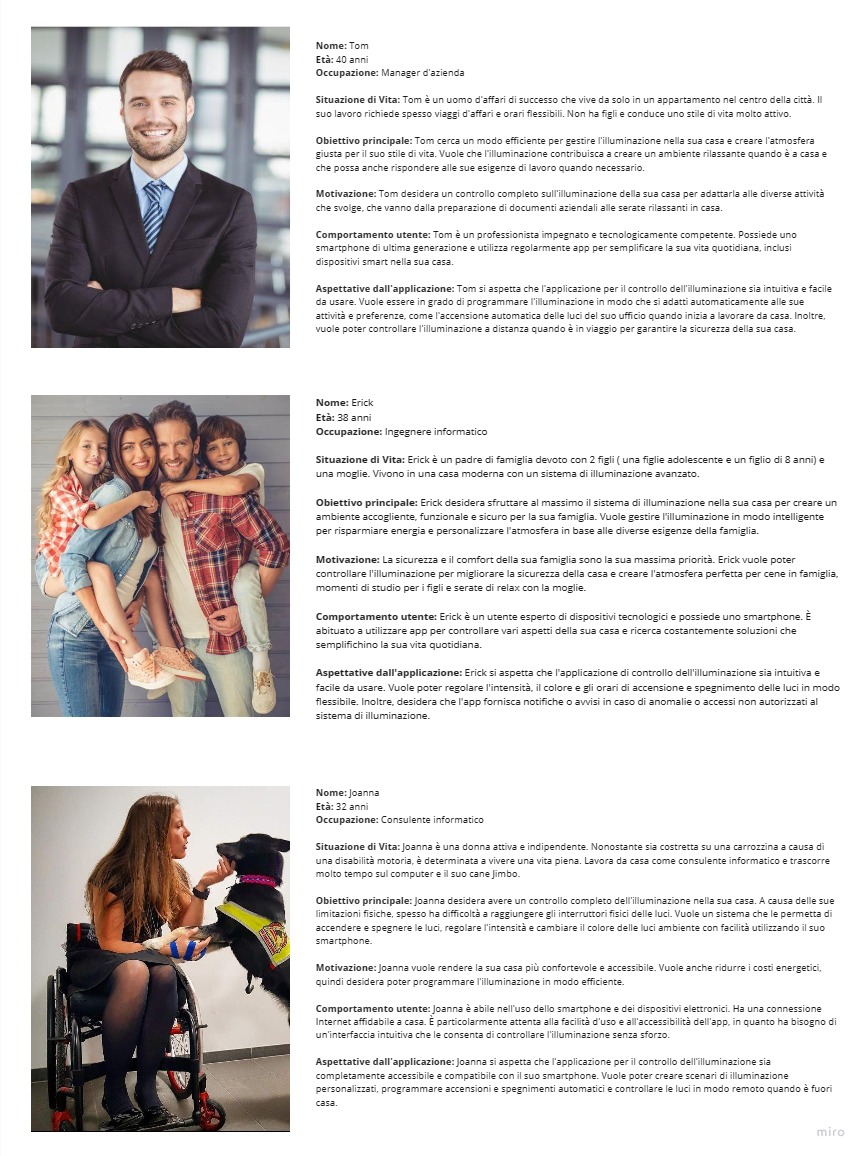 Nome: Tom
Età: 40 anni
Occupazione: Manager d'azienda
Situazione di Vita: Tom è un uomo d'affari di successo che vive da solo in un appartamento nel centro della città. Il
suo lavoro richiede spesso viaggi d'affari e orari flessibili. Non ha figli e conduce uno stile di vita molto attivo.
Obiettivo principale: Tom cerca un modo efficiente per gestire l'illuminazione nella sua casa e creare l'atmosfera
giusta per il suo stile di vita. Vuole che l'illuminazione contribuisca a creare un ambiente rilassante quando è a casa e
che possa anche rispondere alle sue esigenze di lavoro quando necessario.
Motivazione: Tom desidera un controllo completo sull'illuminazione della sua casa per adattarla alle diverse attività
che svolge, che vanno dalla preparazione di documenti aziendali alle serate rilassanti in casa.
Comportamento utente: Tom è un professionista impegnato e tecnologicamente competente. Possiede uno
smartphone di ultima generazione e utilizza regolarmente app per semplificare la sua vita quotidiana, inclusi
dispositivi smart nella sua casa.
Aspettative dall'applicazione: Tom si aspetta che l'applicazione per il controllo dell'illuminazione sia intuitiva e facile
da usare. Vuole essere in grado di programmare l'illuminazione in modo che si adatti automaticamente alle sue
attività e preferenze, come l'accensione automatica delle luci del suo ufficio quando inizia a lavorare da casa. Inoltre,
vuole poter controllare l'illuminazione a distanza quando è in viaggio per garantire la sicurezza della sua casa.
Nome: Erick
Età: 38 anni
Occupazione: Ingegnere informatico
Situazione di Vita: Erick è un padre di famiglia devoto con 2 figli ( una figlie adolescente e un figlio di 8 anni) e
una moglie. Vivono in una casa moderna con un sistema di illuminazione avanzato.
Obiettivo principale: Erick desidera sfruttare al massimo il sistema di illuminazione nella sua casa per creare un
ambiente accogliente, funzionale e sicuro per la sua famiglia. Vuole gestire l'illuminazione in modo intelligente
per risparmiare energia e personalizzare l'atmosfera in base alle diverse esigenze della famiglia.
Motivazione: La sicurezza e il comfort della sua famiglia sono la sua massima priorità. Erick vuole poter
controllare l'illuminazione per migliorare la sicurezza della casa e creare l'atmosfera perfetta per cene in famiglia,
momenti di studio per i figli e serate di relax con la moglie.
Comportamento utente: Erick è un utente esperto di dispositivi tecnologici e possiede uno smartphone. È
abituato a utilizzare app per controllare vari aspetti della sua casa e ricerca costantemente soluzioni che
semplifichino la sua vita quotidiana.
Aspettative dall'applicazione: Erick si aspetta che l'applicazione di controllo dell'illuminazione sia intuitiva e
facile da usare. Vuole poter regolare l'intensità, il colore e gli orari di accensione e spegnimento delle luci in modo
flessibile. Inoltre, desidera che l'app fornisca notifiche o avvisi in caso di anomalie o accessi non autorizzati al
sistema di illuminazione.
Nome: Joanna
Età: 32 anni
Occupazione: Consulente informatico
Situazione di Vita: Joanna è una donna attiva e indipendente. Nonostante sia costretta su una carrozzina a causa di
una disabilità motoria, è determinata a vivere una vita piena. Lavora da casa come consulente informatico e trascorre
molto tempo sul computer e il suo cane Jimbo.
Obiettivo principale: Joanna desidera avere un controllo completo dell'illuminazione nella sua casa. A causa delle sue
limitazioni fisiche, spesso ha difficoltà a raggiungere gli interruttori fisici delle luci. Vuole un sistema che le permetta di
accendere e spegnere le luci, regolare l'intensità e cambiare il colore delle luci ambiente con facilità utilizzando il suo
smartphone.
Motivazione: Joanna vuole rendere la sua casa più confortevole e accessibile. Vuole anche ridurre i costi energetici,
quindi desidera poter programmare l'illuminazione in modo efficiente.
Comportamento utente: Joanna è abile nell'uso dello smartphone e dei dispositivi elettronici. Ha una connessione
Internet affidabile a casa. È particolarmente attenta alla facilità d'uso e all'accessibilità dell'app, in quanto ha bisogno di
un'interfaccia intuitiva che le consenta di controllare l'illuminazione senza sforzo.
Aspettative dall'applicazione: Joanna si aspetta che l'applicazione per il controllo dell'illuminazione sia
completamente accessibile e compatibile con il suo smartphone. Vuole poter creare scenari di illuminazione
personalizzati, programmare accensioni e spegnimenti automatici e controllare le luci in modo remoto quando è fuori
casa.
miro